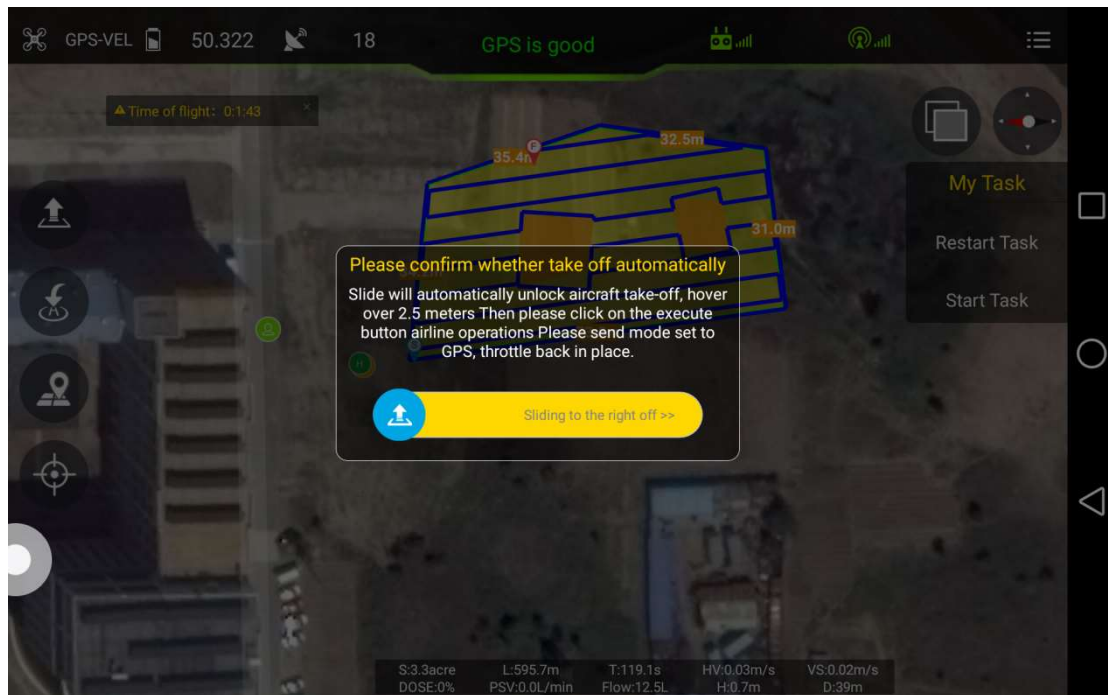 GPS-VEL 50.322 18 GPS is good
Time of flight: 0:1:43 ×
35.4m
32.5m
31.0m
My Task
Restart Task
Start Task
Please confirm whether take off automatically
Slide will automatically unlock aircraft take-off, hover
over 2.5 meters Then please click on the execute
button airline operations Please send mode set to
GPS, throttle back in place.
Sliding to the right off >>
F
H
S:3.3acre L:595.7m T:119.1s HV:0.03m/s VS:0.02m/s
DOSE:0% PSV:0.0L/min Flow:12.5L H:0.7m D:39m